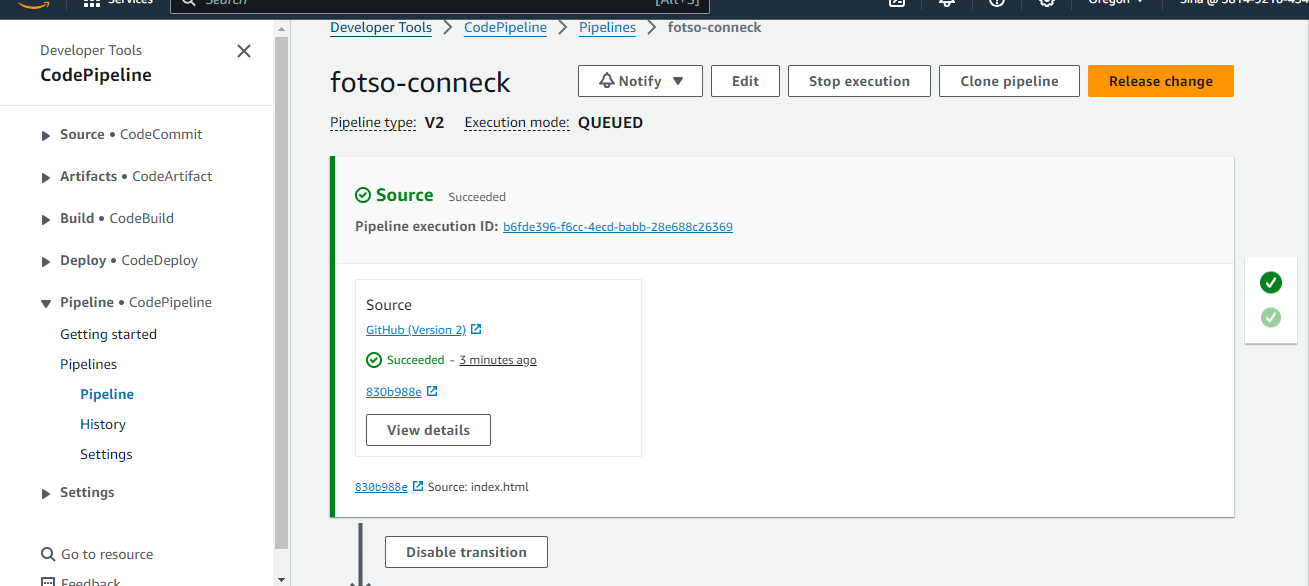 Services
Search
[Alt+S]
Oregon
Developer Tools
CodePipeline
Source • CodeCommit
Artifacts • CodeArtifact
Build • CodeBuild
Deploy • CodeDeploy
Pipeline • CodePipeline
Getting started
Pipelines
Pipeline
History
Settings
Settings
Go to resource
Feedback
Developer Tools > CodePipeline > Pipelines > fotso-conneck
fotso-conneck
Notify
Edit
Stop execution
Clone pipeline
Release change
Pipeline type: V2 Execution mode: QUEUED
Source Succeeded
Pipeline execution ID: b6fde396-f6cc-4ecd-babb-28e688c26369
Source
GitHub (Version 2)
Succeeded - 3 minutes ago
830b988e
View details
830b988e Source: index.html
Disable transition